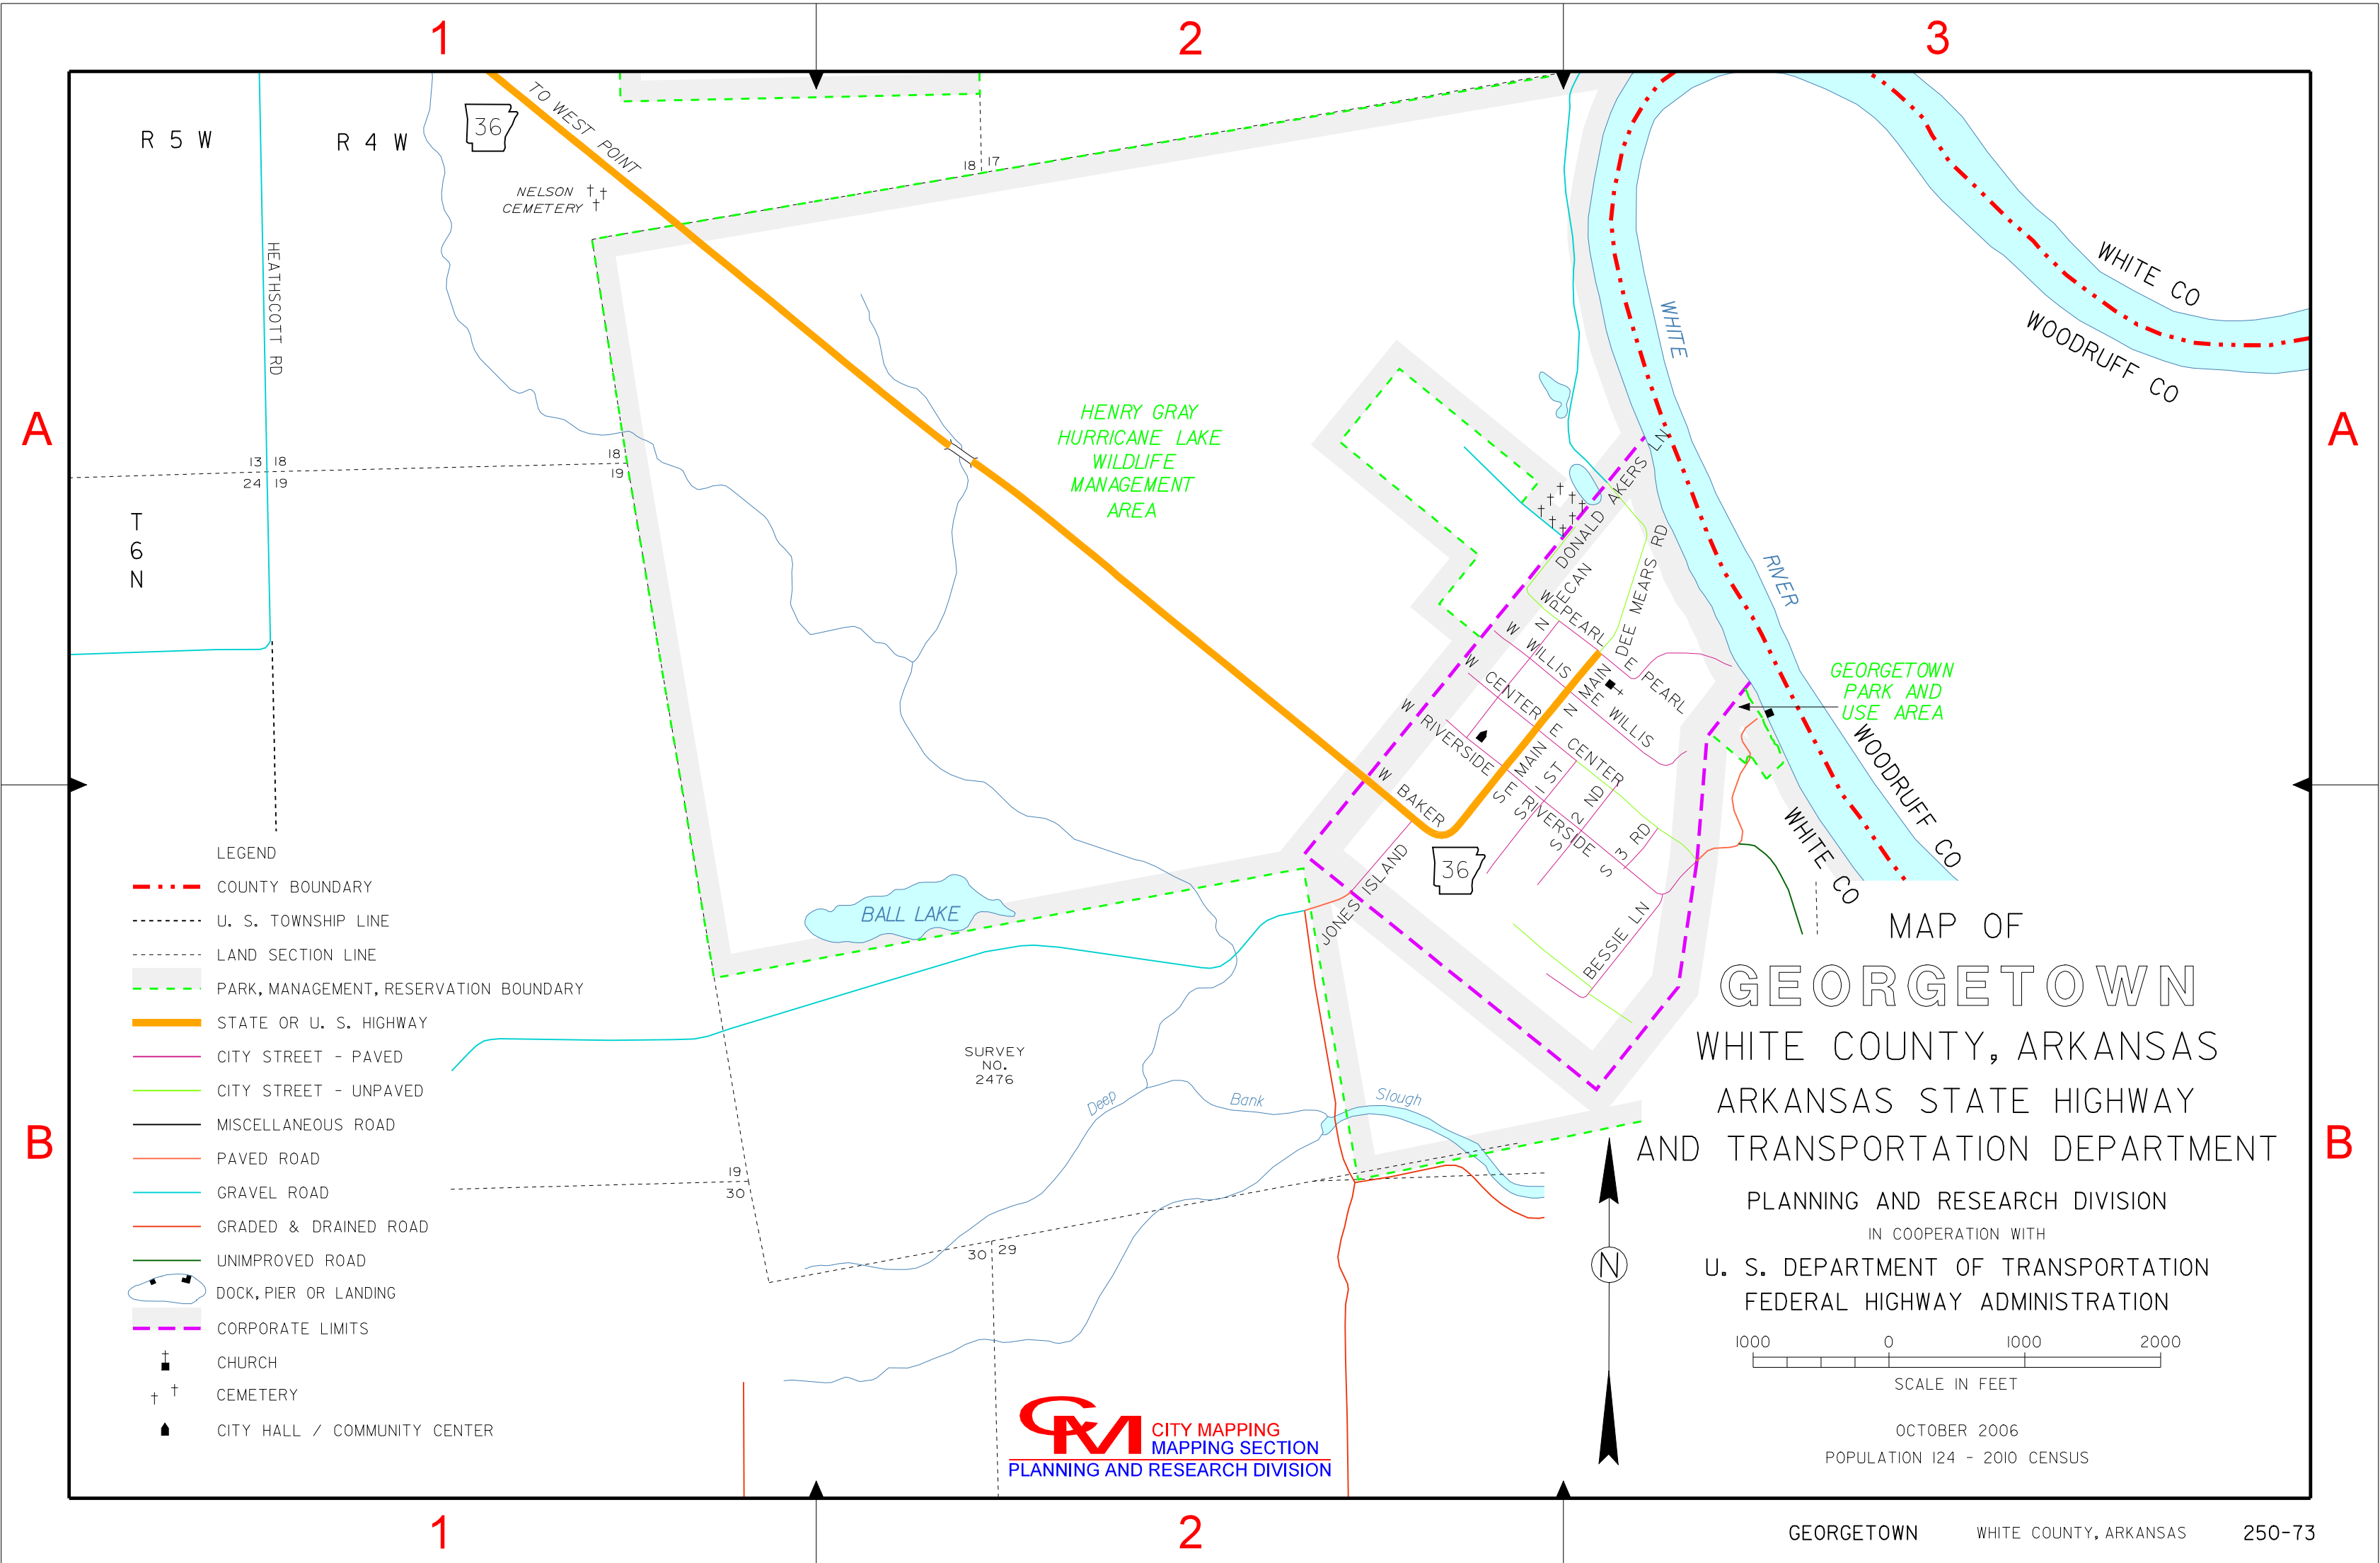 1
2
3
A
B
A
B
1
2
R 5 W
R 4 W
36
TO WEST POINT
NELSON
CEMETERY
18 17
HEATHSCOTT RD
13 18
24 19
18
19
T
6
N
HENRY GRAY
HURRICANE LAKE
WILDLIFE
MANAGEMENT
AREA
WHITE
RIVER
WHITE CO
WOODRUFF CO
DONALD AKERS LN
N PECAN
DEE MEARS RD
W PEARL
E PEARL
W WILLIS
E WILLIS
W CENTER
E CENTER
W RIVERSIDE
E RIVERSIDE
N MAIN
S MAIN
S 1 ST
S 2 ND
S 3 RD
W BAKER
JONES ISLAND
BESSIE LN
36
GEORGETOWN
PARK AND
USE AREA
WOODRUFF CO
WHITE CO
BALL LAKE
SURVEY
NO.
2476
Deep Bank Slough
19
30
30 29
LEGEND
COUNTY BOUNDARY
U. S. TOWNSHIP LINE
LAND SECTION LINE
PARK, MANAGEMENT, RESERVATION BOUNDARY
STATE OR U. S. HIGHWAY
CITY STREET - PAVED
CITY STREET - UNPAVED
MISCELLANEOUS ROAD
PAVED ROAD
GRAVEL ROAD
GRADED & DRAINED ROAD
UNIMPROVED ROAD
DOCK, PIER OR LANDING
CORPORATE LIMITS
CHURCH
CEMETERY
CITY HALL / COMMUNITY CENTER
CM
CITY MAPPING
MAPPING SECTION
PLANNING AND RESEARCH DIVISION
N
MAP OF
GEORGETOWN
WHITE COUNTY, ARKANSAS
ARKANSAS STATE HIGHWAY
AND TRANSPORTATION DEPARTMENT
PLANNING AND RESEARCH DIVISION
IN COOPERATION WITH
U. S. DEPARTMENT OF TRANSPORTATION
FEDERAL HIGHWAY ADMINISTRATION
1000 0 1000 2000
SCALE IN FEET
OCTOBER 2006
POPULATION 124 - 2010 CENSUS
GEORGETOWN WHITE COUNTY, ARKANSAS 250-73